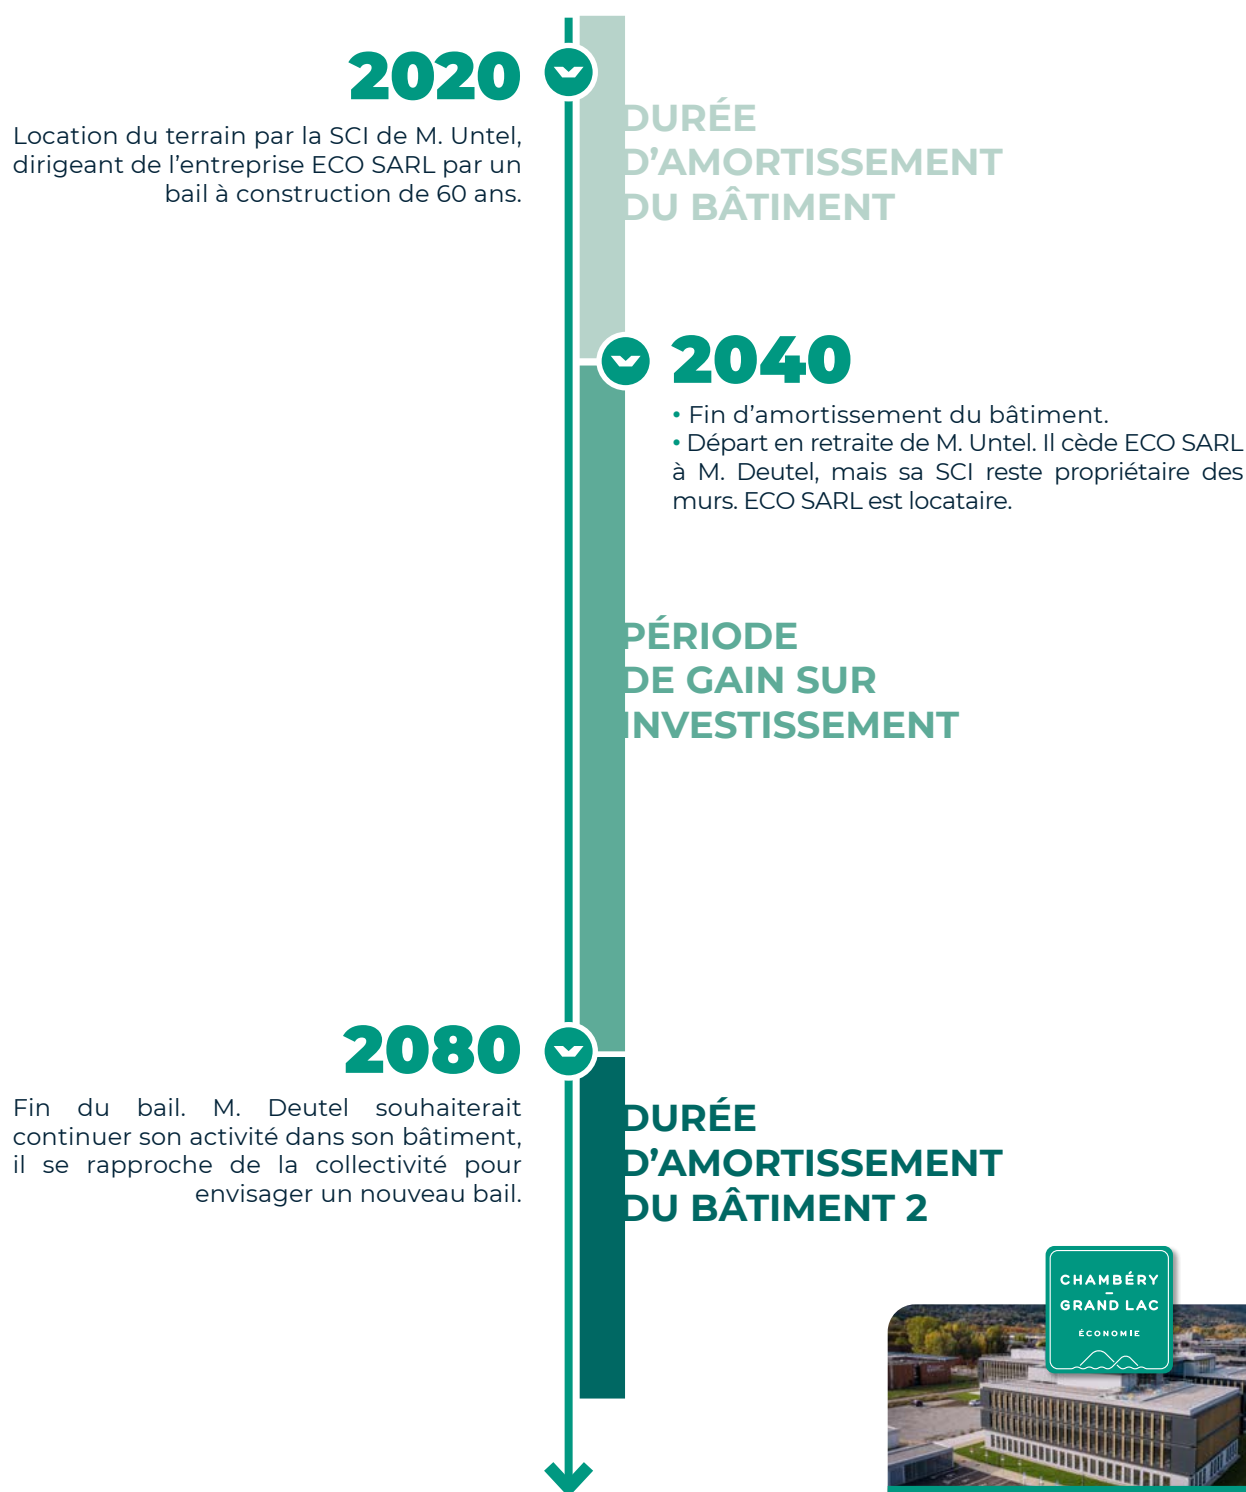 2020
Location du terrain par la SCI de M. Untel,
dirigeant de l’entreprise ECO SARL par un
bail à construction de 60 ans.
DURÉE
D’AMORTISSEMENT
DU BÂTIMENT
2040
• Fin d’amortissement du bâtiment.
• Départ en retraite de M. Untel. Il cède ECO SARL
à M. Deutel, mais sa SCI reste propriétaire des
murs. ECO SARL est locataire.
PÉRIODE
DE GAIN SUR
INVESTISSEMENT
2080
Fin du bail. M. Deutel souhaiterait
continuer son activité dans son bâtiment,
il se rapproche de la collectivité pour
envisager un nouveau bail.
DURÉE
D’AMORTISSEMENT
DU BÂTIMENT 2
CHAMBÉRY
–
GRAND LAC
ÉCONOMIE